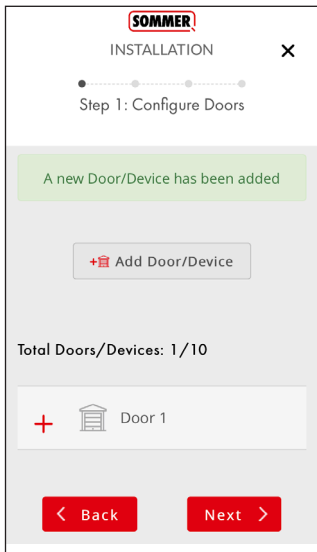 SOMMER
INSTALLATION
Step 1: Configure Doors
A new Door/Device has been added
+ Add Door/Device
Total Doors/Devices: 1/10
+ Door 1
< Back
Next >